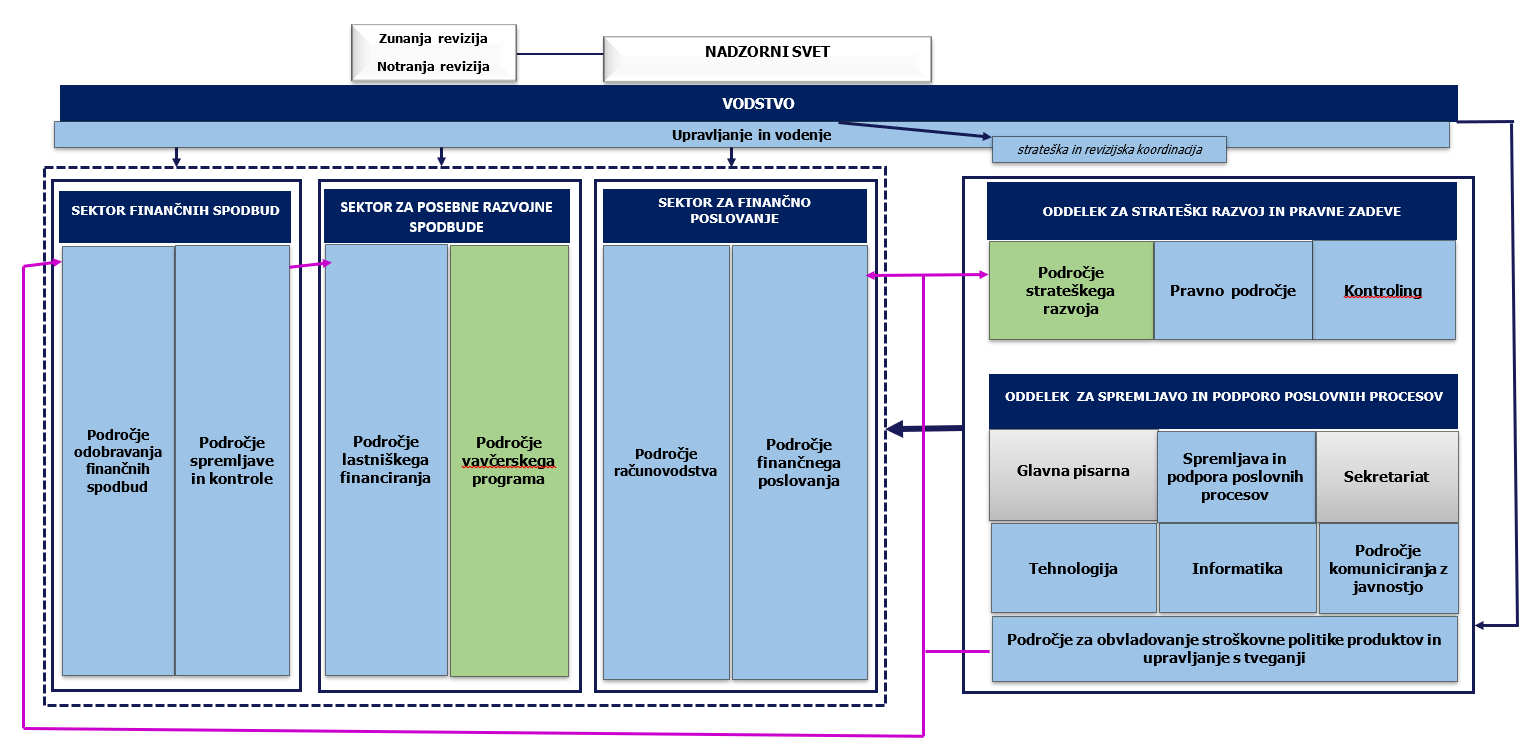 Zunanja revizija
Notranja revizija
NADZORNI SVET
VODSTVO
Upravljanje in vodenje
strateška in revizijska koordinacija
SEKTOR FINANČNIH SPODBUD
Področje
odobravanja
finančnih
spodbud
Področje
spremljave
in kontrole
SEKTOR ZA POSEBNE RAZVOJNE
SPODBUDE
Področje
lastniškega
financiranja
Področje
vavčerskega
programa
SEKTOR ZA FINANČNO
POSLOVANJE
Področje
računovodstva
Področje
finančnega
poslovanja
ODDELEK ZA STRATEŠKI RAZVOJ IN PRAVNE ZADEVE
Področje
strateškega
razvoja
Pravno področje
Kontroling
ODDELEK ZA SPREMLJAVO IN PODPORO POSLOVNIH PROCESOV
Glavna pisarna
Spremljava in
podpora poslovnih
procesov
Sekretariat
Tehnologija
Informatika
Področje
komuniciranja z
javnostjo
Področje za obvladovanje stroškovne politike produktov in
upravljanje s tveganji